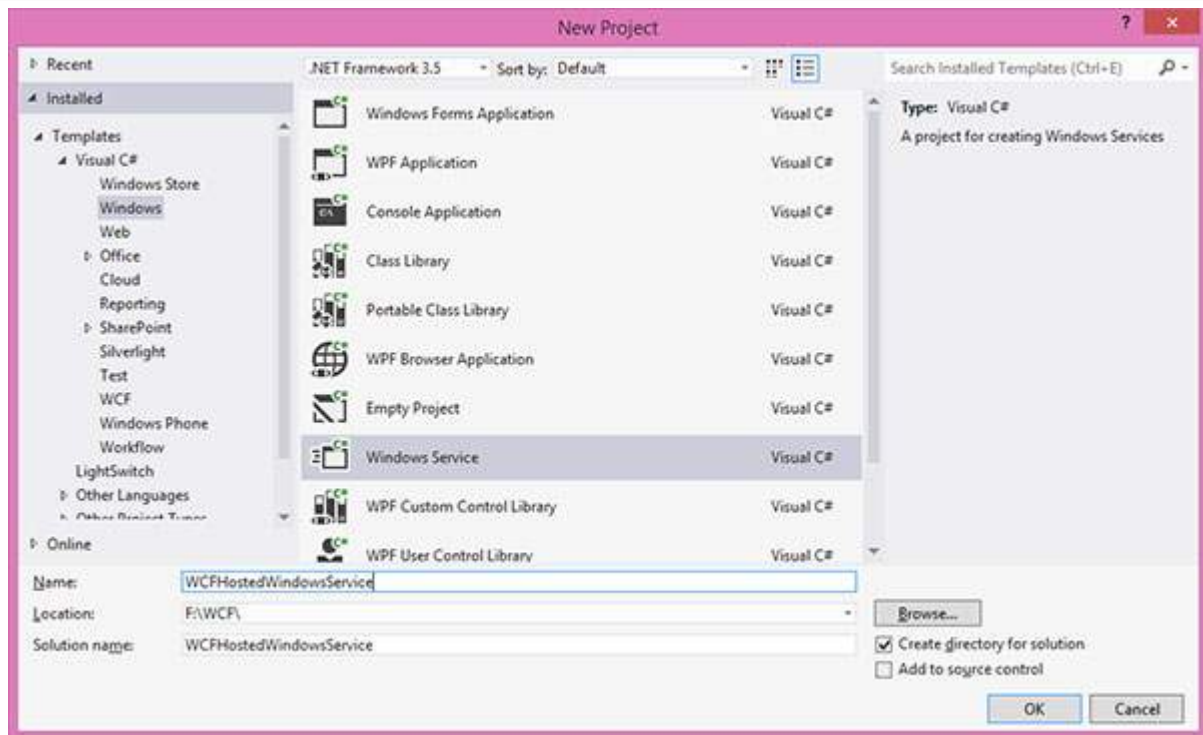 New Project
?
Recent
.NET Framework 3.5
Sort by: Default
Search Installed Templates (Ctrl+E)
Installed
Templates
Visual C#
Windows Store
Windows
Web
Office
Cloud
Reporting
SharePoint
Silverlight
Test
WCF
Windows Phone
Workflow
LightSwitch
Other Languages
Other Project Types
Online
Windows Forms Application Visual C#
WPF Application Visual C#
Console Application Visual C#
Class Library Visual C#
Portable Class Library Visual C#
WPF Browser Application Visual C#
Empty Project Visual C#
Windows Service Visual C#
WPF Custom Control Library Visual C#
WPF User Control Library Visual C#
Type: Visual C#
A project for creating Windows Services
Name: WCFHostedWindowsService
Location: F:\WCF\
Browse...
Solution name: WCFHostedWindowsService
Create directory for solution
Add to source control
OK
Cancel